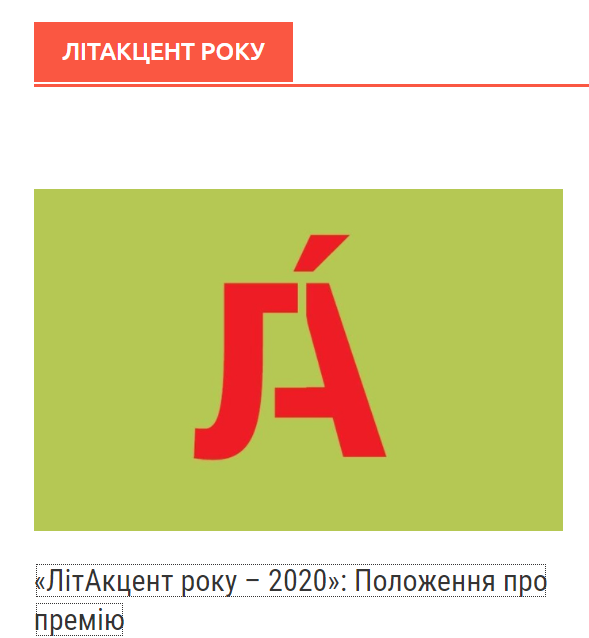 ЛІТАКЦЕНТ РОКУ
ЛА́
«ЛітАкцент року – 2020»: Положення про
премію